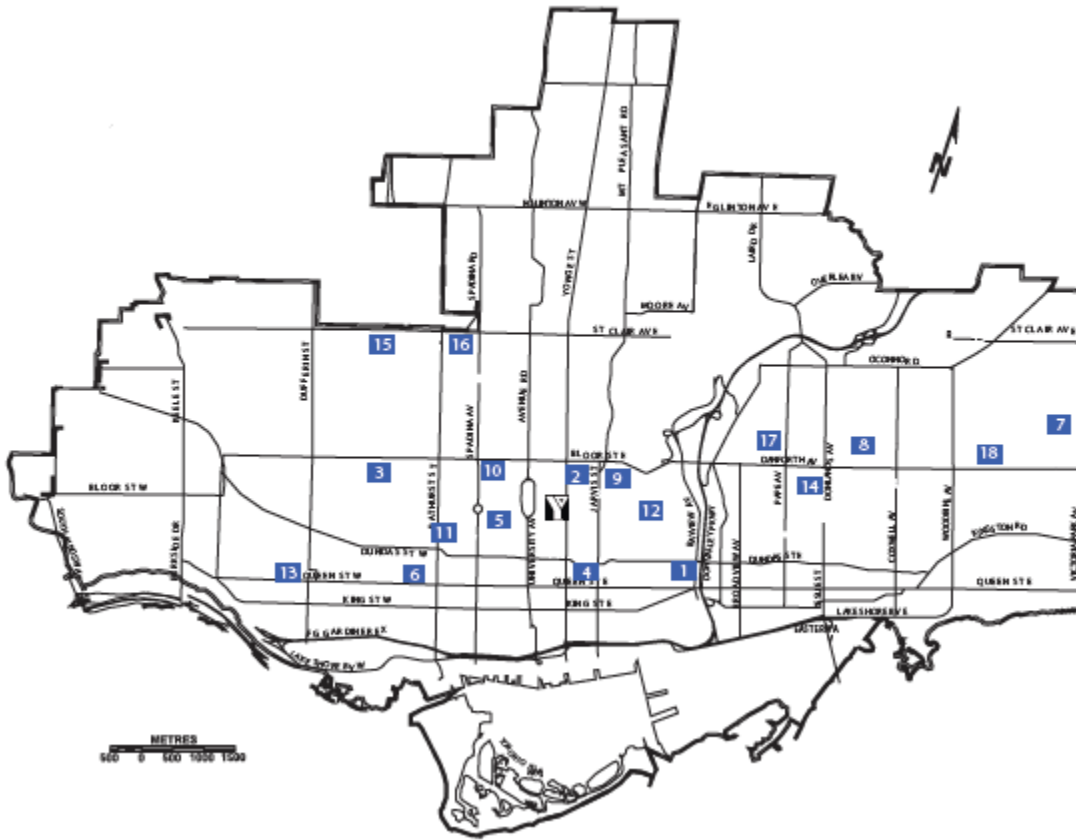 MT PLEASANT RD
N
EGLINTON AV E
LAIRD DR
SPADINA RD
YONGE ST
OVERLEA BV
MOORE AV
ST CLAIR AV E
ST CLAIR AV E
15
16
O CONNOR D
KEELE ST
DUFFERIN ST
AVENUE RD
SPADINA AV
7
17
8
18
BLOOR ST E
DANFORTH AV
3
10
2
9
14
BLOOR ST W
BATHURST ST
JARVIS ST
PAPE AV
DONLANDS AV
12
5
11
UNIVERSITY AV
BAYVIEW AV
BROADVIEW AV
COXWELL AV
WOODBINE AV
KINGSTON RD
VICTORIA PARK AV
PARKSIDE DR
DUNDAS ST W
DUNDAS ST E
13
QUEEN ST W
6
4
QUEEN ST E
1
QUEEN ST E
LESLIE ST
KING ST W
KING ST E
LAKESHORE BV E
F G GARDINER EX
LAKE SHORE BV W
METRES
500 0 500 1000 1500